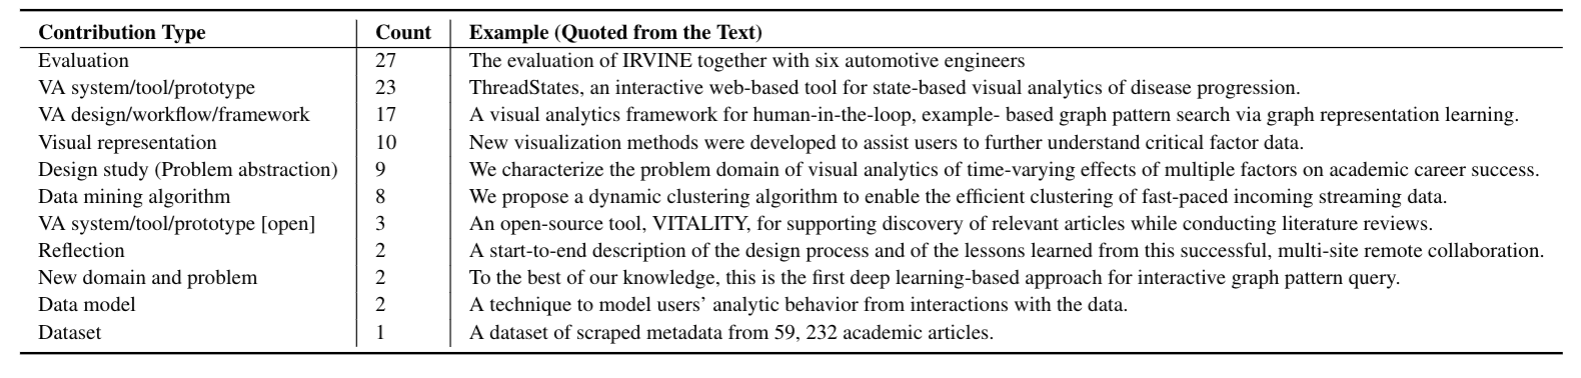 Contribution Type Count Example (Quoted from the Text)
Evaluation 27 The evaluation of IRVINE together with six automotive engineers
VA system/tool/prototype 23 ThreadStates, an interactive web-based tool for state-based visual analytics of disease progression.
VA design/workflow/framework 17 A visual analytics framework for human-in-the-loop, example- based graph pattern search via graph representation learning.
Visual representation 10 New visualization methods were developed to assist users to further understand critical factor data.
Design study (Problem abstraction) 9 We characterize the problem domain of visual analytics of time-varying effects of multiple factors on academic career success.
Data mining algorithm 8 We propose a dynamic clustering algorithm to enable the efficient clustering of fast-paced incoming streaming data.
VA system/tool/prototype [open] 3 An open-source tool, VITALITY, for supporting discovery of relevant articles while conducting literature reviews.
Reflection 2 A start-to-end description of the design process and of the lessons learned from this successful, multi-site remote collaboration.
New domain and problem 2 To the best of our knowledge, this is the first deep learning-based approach for interactive graph pattern query.
Data model 2 A technique to model users’ analytic behavior from interactions with the data.
Dataset 1 A dataset of scraped metadata from 59, 232 academic articles.